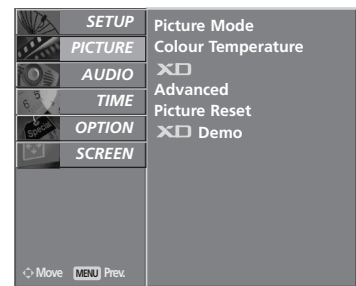 SETUP
PICTURE
AUDIO
TIME
OPTION
Special
SCREEN
Move MENU Prev.
Picture Mode
Colour Temperature
XD
Advanced
Picture Reset
XD Demo